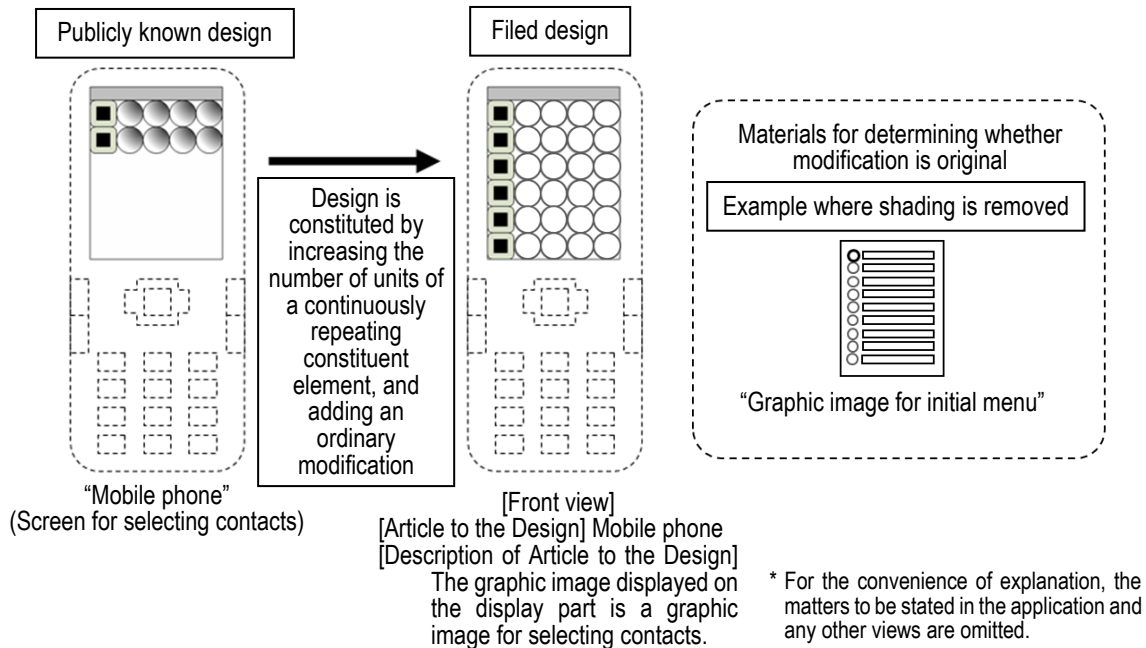 Publicly known design
Filed design
Design is
constituted by
increasing the
number of units of
a continuously
repeating
constituent
element, and
adding an
ordinary
modification
Materials for determining whether
modification is original
Example where shading is removed
“Graphic image for initial menu”
“Mobile phone”
(Screen for selecting contacts)
[Front view]
[Article to the Design] Mobile phone
[Description of Article to the Design]
The graphic image displayed on
the display part is a graphic
image for selecting contacts.
* For the convenience of explanation, the
matters to be stated in the application and
any other views are omitted.